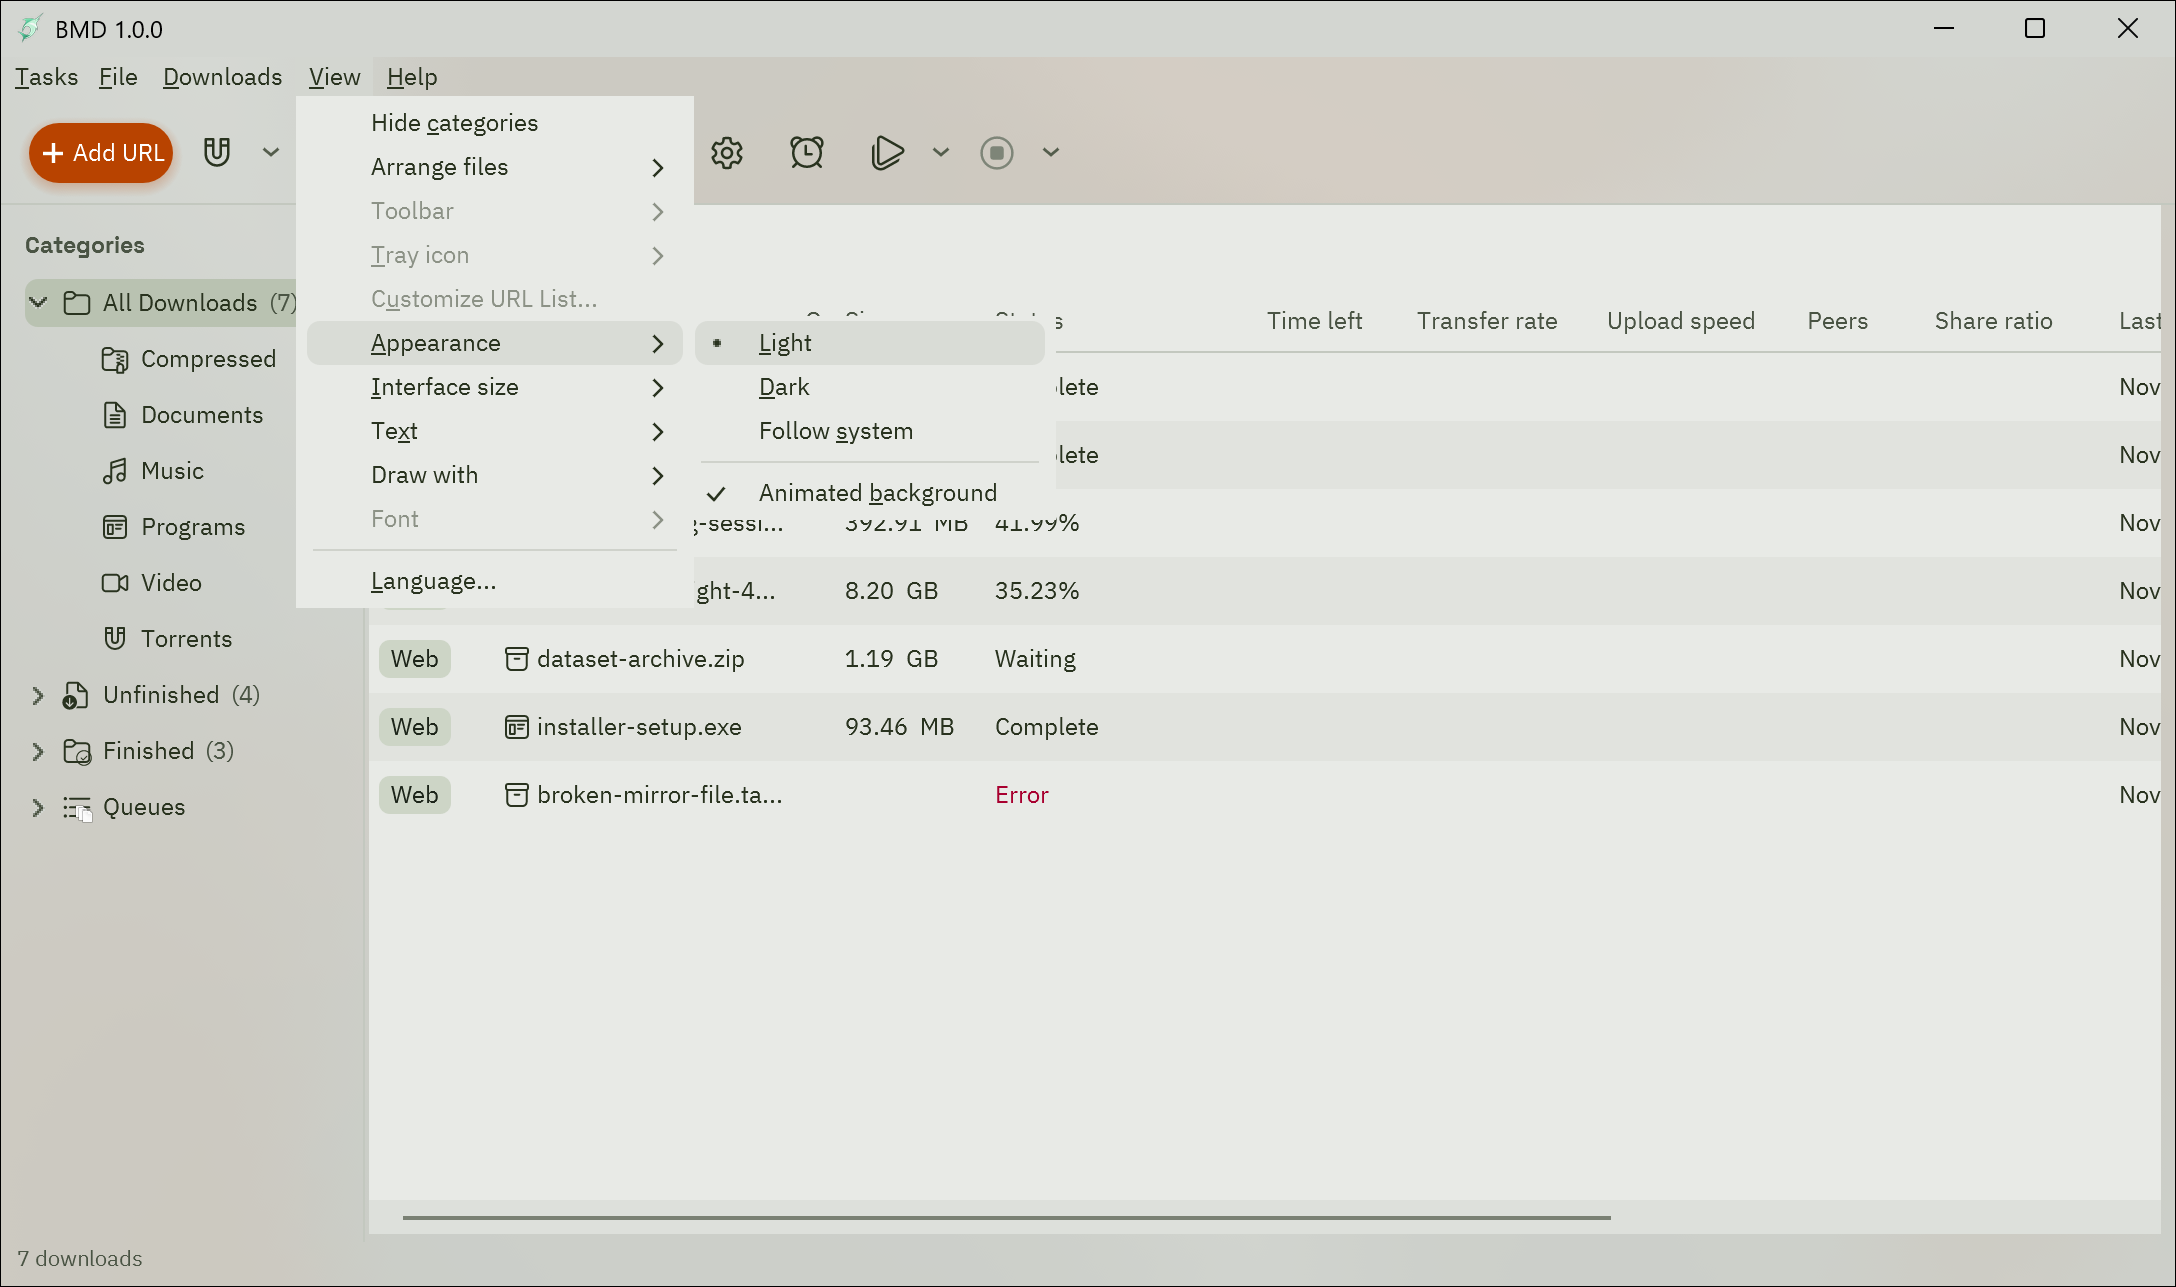 BMD 1.0.0
Tasks File Downloads View Help
+ Add URL
Hide categories
Arrange files
Toolbar
Tray icon
Customize URL List...
Appearance
Interface size
Text
Draw with
Font
Language...
Light
Dark
Follow system
Animated background
Categories
All Downloads (7)
Compressed
Documents
Music
Programs
Video
Torrents
Unfinished (4)
Finished (3)
Queues
Time left Transfer rate Upload speed Peers Share ratio Last
lete Nov
lete Nov
g-sessi... 392.91 MB 41.99% Nov
ght-4... 8.20 GB 35.23% Nov
Web dataset-archive.zip 1.19 GB Waiting Nov
Web installer-setup.exe 93.46 MB Complete Nov
Web broken-mirror-file.ta... Error Nov
7 downloads